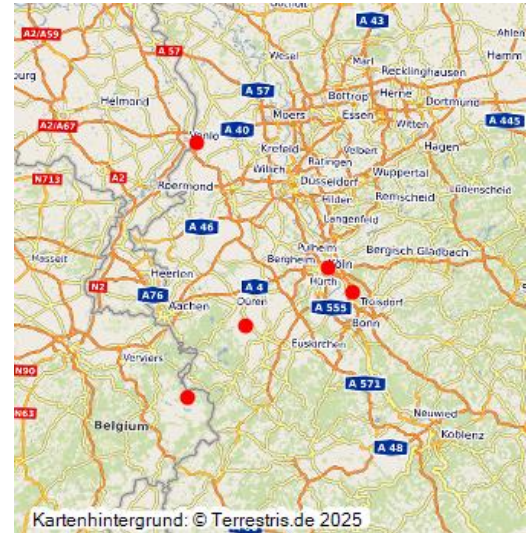 A 43
A2/A59
A 57
Wesel
Marl
Ahlen
Recklinghausen
Hamm
Helmond
A 57
Bottrop
Herne
Dortmund
Moers
Essen
A 445
A2/A67
A 40
Witten
Krefeld
Velbert
Hagen
N713
A2
Willich
Ratingen
Wuppertal
Roermond
Düsseldorf
Lüdenscheid
Hilden
Remscheid
Langenfeld
A 46
Pulheim
Bergisch Gladbach
Hasselt
Bergheim
Köln
Heerlen
A 4
Hürth
N2
A76
Düren
Troisdorf
Aachen
A 555
Bonn
Euskirchen
Verviers
N90
A 571
Neuwied
N63
Belgium
Koblenz
A 48
Kartenhintergrund: © Terrestris.de 2025